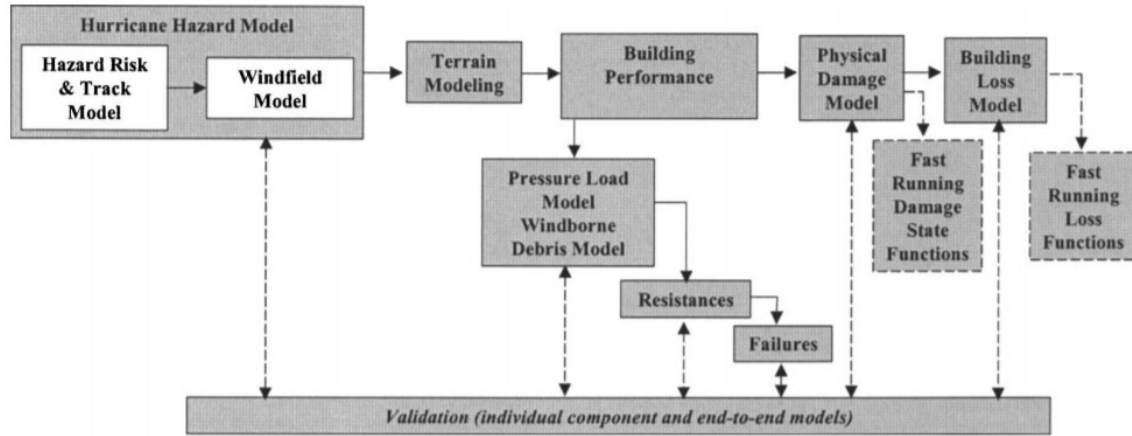 Hurricane Hazard Model
Hazard Risk
& Track
Model
Windfield
Model
Terrain
Modeling
Building
Performance
Physical
Damage
Model
Building
Loss
Model
Pressure Load
Model
Windborne
Debris Model
Resistances
Failures
Fast
Running
Damage
State
Functions
Fast
Running
Loss
Functions
Validation (individual component and end-to-end models)